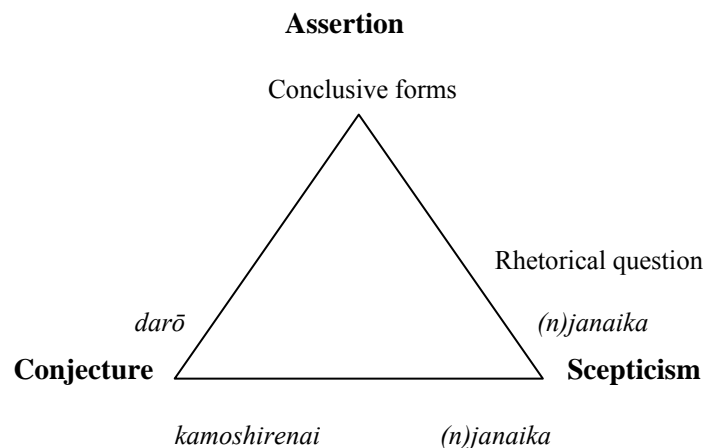 Assertion
Conclusive forms
Rhetorical question
darō
(n)janaika
Conjecture
Scepticism
kamoshirenai
(n)janaika